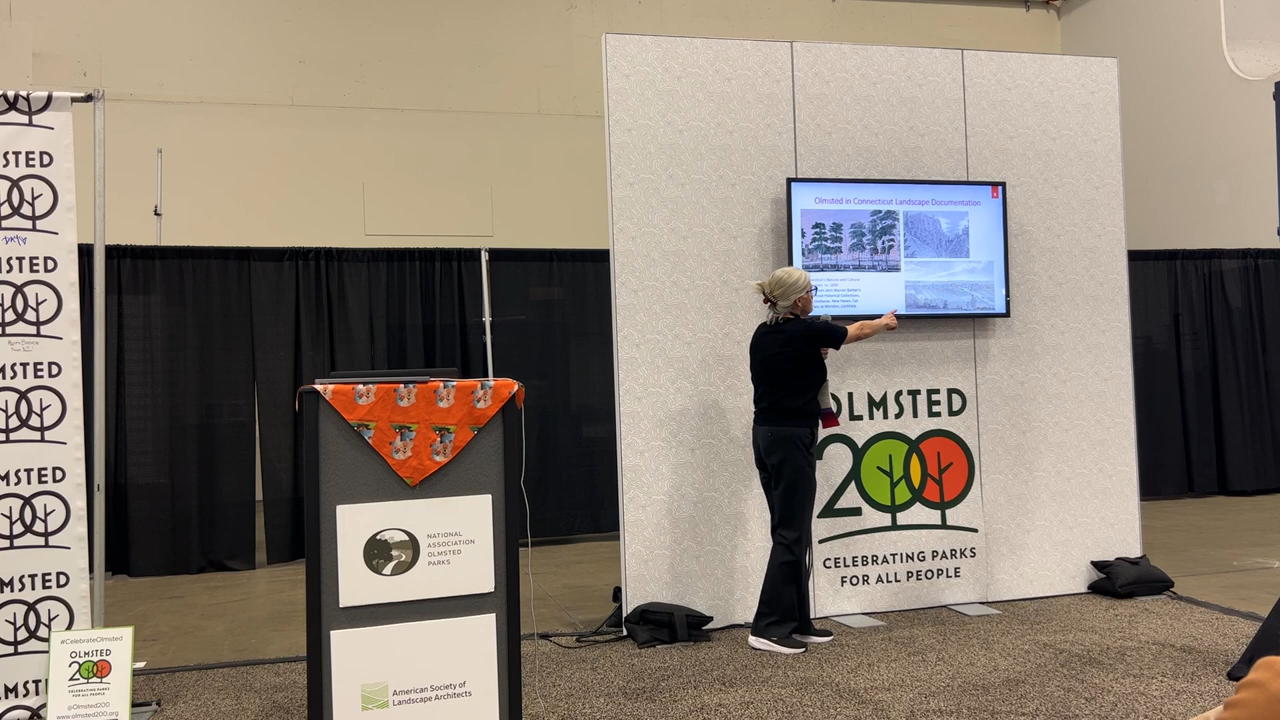 OLMSTED
OLMSTED
OLMSTED
OLMSTED
OLMSTED
#CelebrateOlmsted
OLMSTED
200
CELEBRATING PARKS
FOR ALL PEOPLE
@Olmsted200
www.olmsted200.org
NATIONAL
ASSOCIATION
OLMSTED
PARKS
American Society of
Landscape Architects
Olmsted in Connecticut Landscape Documentation
OLMSTED
200
CELEBRATING PARKS
FOR ALL PEOPLE